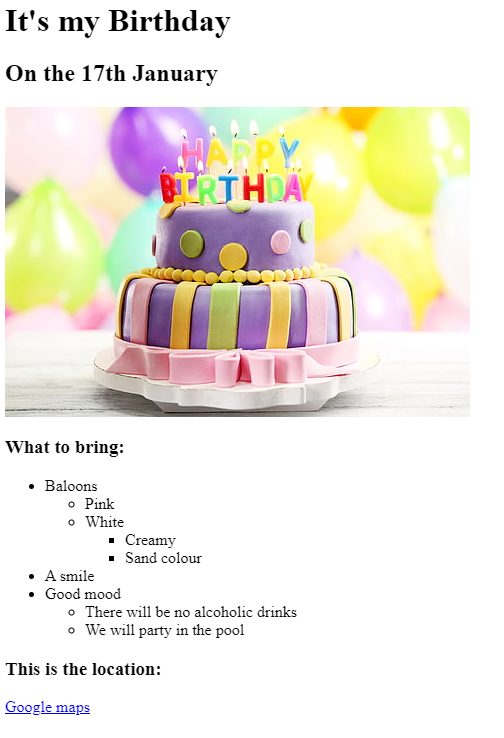 It's my Birthday
On the 17th January
HAPPY
BIRTHDAY
What to bring:
Baloons
Pink
White
Creamy
Sand colour
A smile
Good mood
There will be no alcoholic drinks
We will party in the pool
This is the location:
Google maps